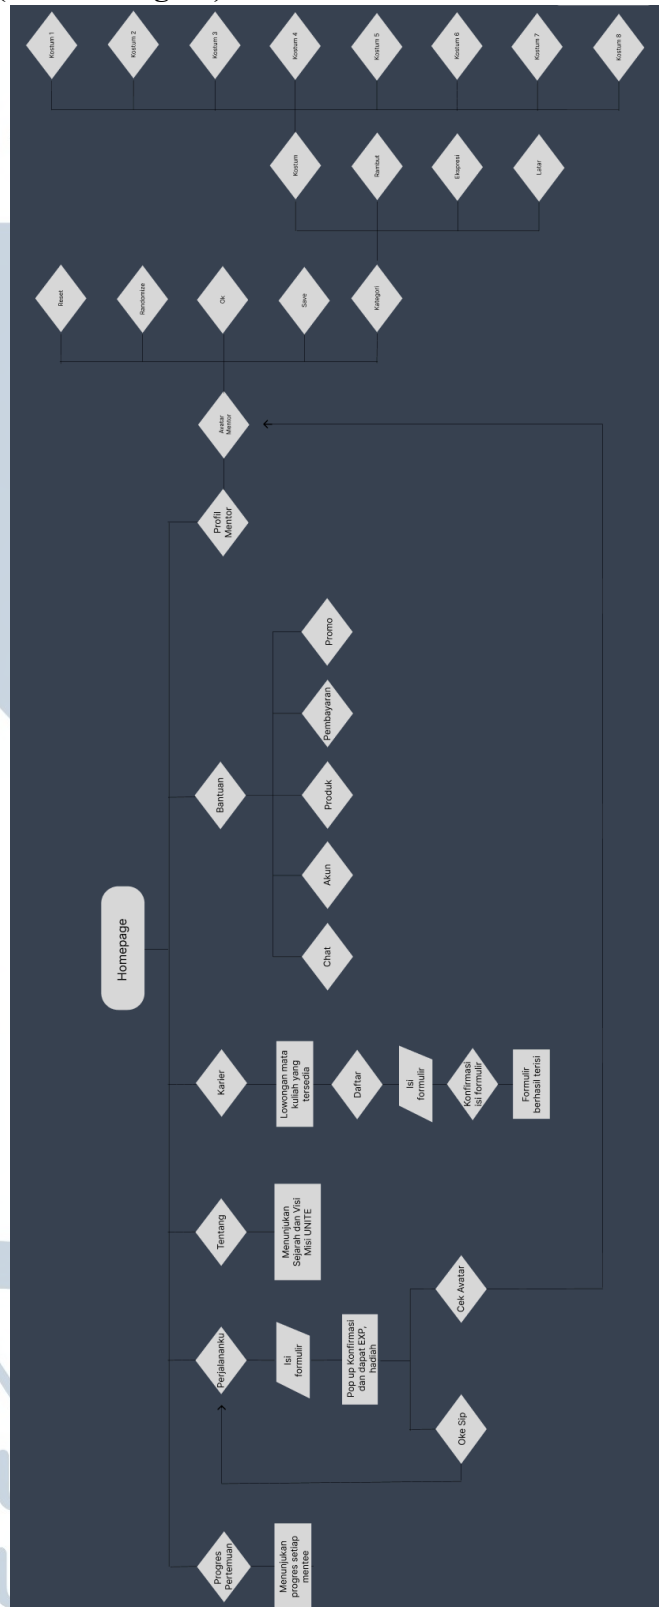 Homepage
Progres
Pertemuan
Menunjukan
progres setiap
mentee
Perjalananku
Isi
formulir
Pop up Konfirmasi
dan dapat EXP,
hadiah
Oke Sip
Cek Avatar
Tentang
Menunjukan
Sejarah dan Visi
Misi UNITE
Karier
Lowongan mata
kuliah yang
tersedia
Daftar
Isi
formulir
Konfirmasi
isi formulir
Formulir
berhasil terisi
Bantuan
Chat
Akun
Produk
Pembayaran
Promo
Profil
Mentor
Avatar
Mentor
Reset
Randomize
Ok
Save
Kategori
Kostum
Rambut
Ekspresi
Latar
Kostum 1
Kostum 2
Kostum 3
Kostum 4
Kostum 5
Kostum 6
Kostum 7
Kostum 8